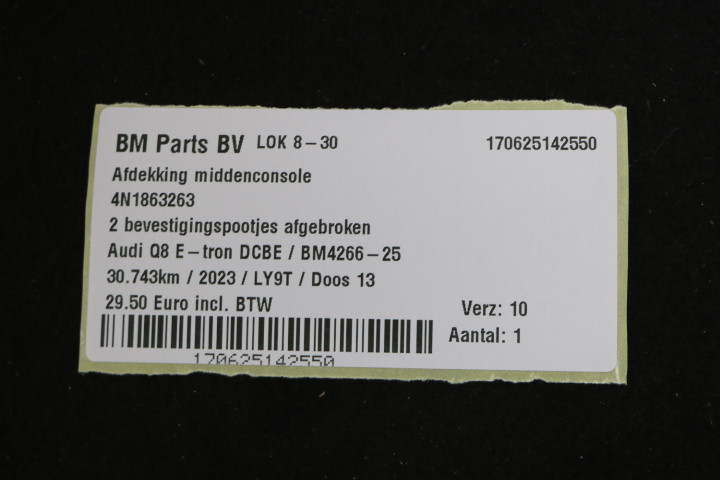 BM Parts BV LOK 8-30 170625142550
Afdekking middenconsole
4N1863263
2 bevestigingspootjes afgebroken
Audi Q8 E-tron DCBE / BM4266-25
30.743km / 2023 / LY9T / Doos 13
29.50 Euro incl. BTW Verz: 10
Aantal: 1
170625142550